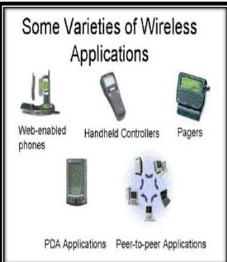 Some Varieties of Wireless
Applications
Web-enabled
phones
Handheld Controllers
Pagers
PDA Applications
Peer-to-peer Applications